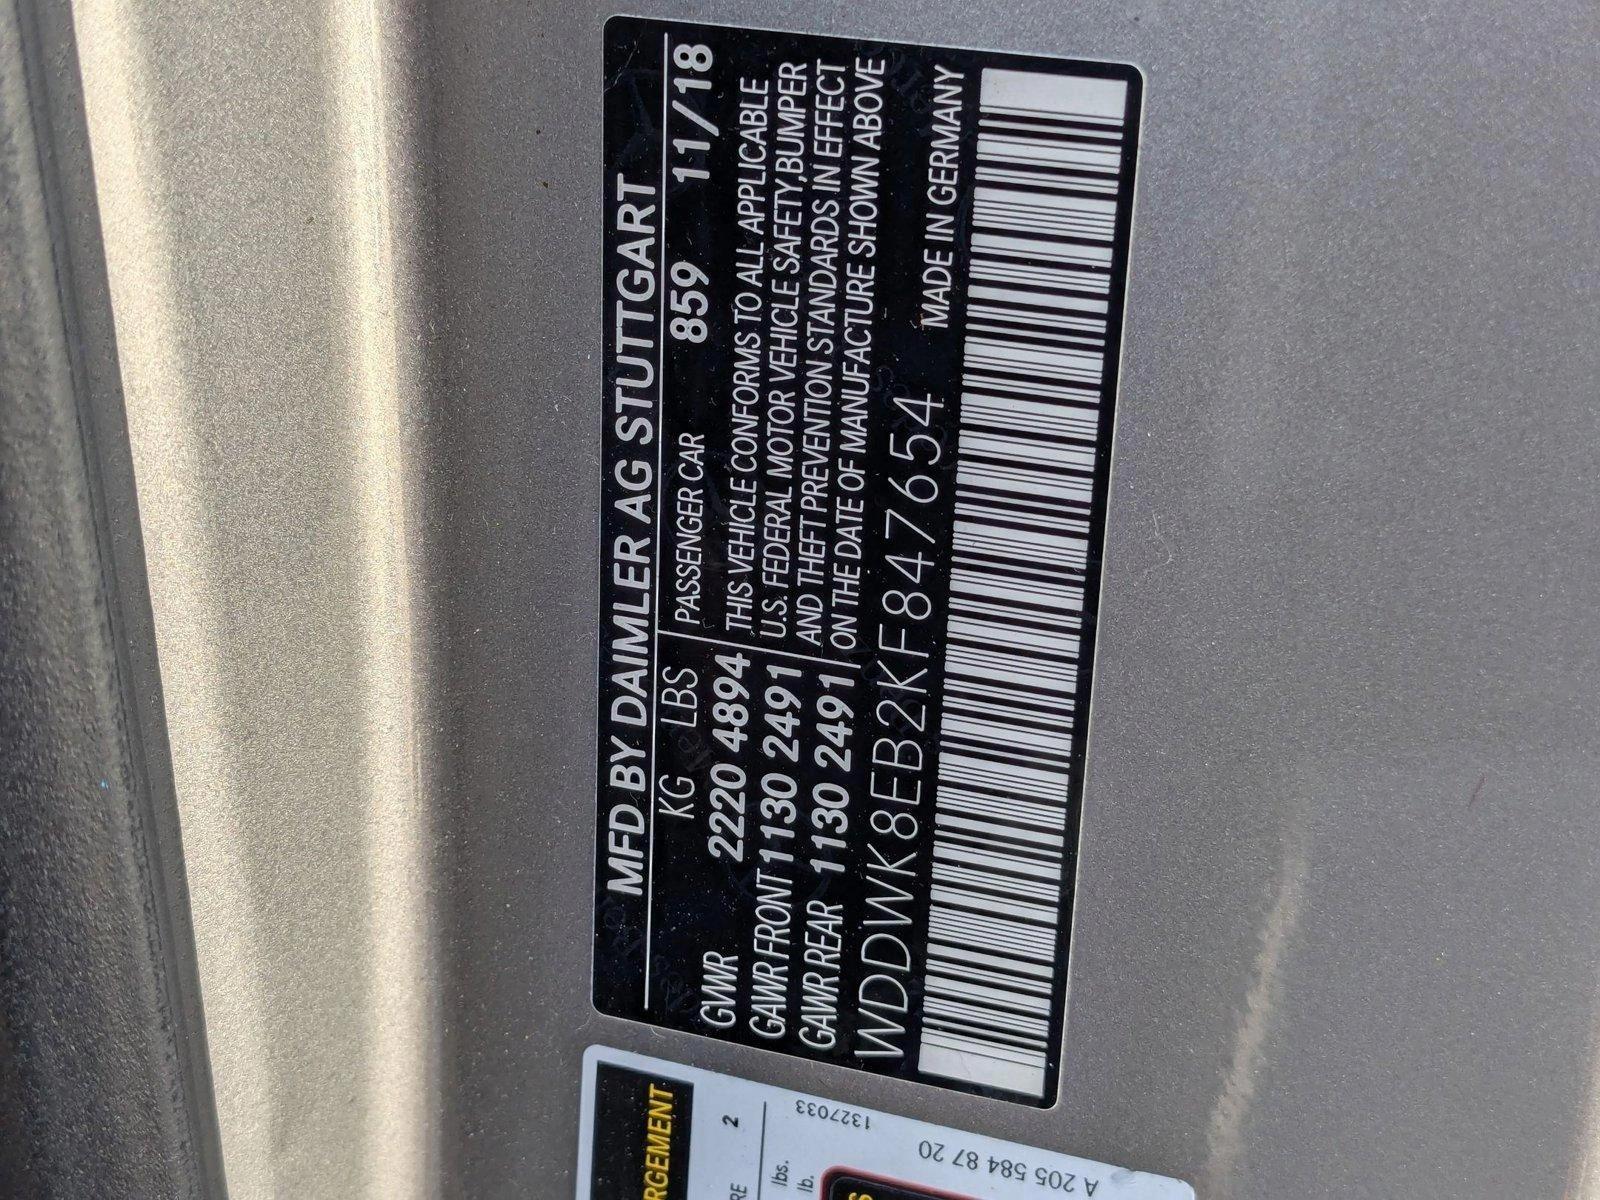 MFD BY DAIMLER AG STUTTGART
KG LBS PASSENGER CAR 859 11/18
GVWR 2220 4894
GAWR FRONT 1130 2491
GAWR REAR 1130 2491
THIS VEHICLE CONFORMS TO ALL APPLICABLE
U.S. FEDERAL MOTOR VEHICLE SAFETY,BUMPER
AND THEFT PREVENTION STANDARDS IN EFFECT
ON THE DATE OF MANUFACTURE SHOWN ABOVE
WDDWK8EB2KF847654 MADE IN GERMANY
RGEMENT
RE 2
lbs.
lb.
1327033
A 205 584 87 20